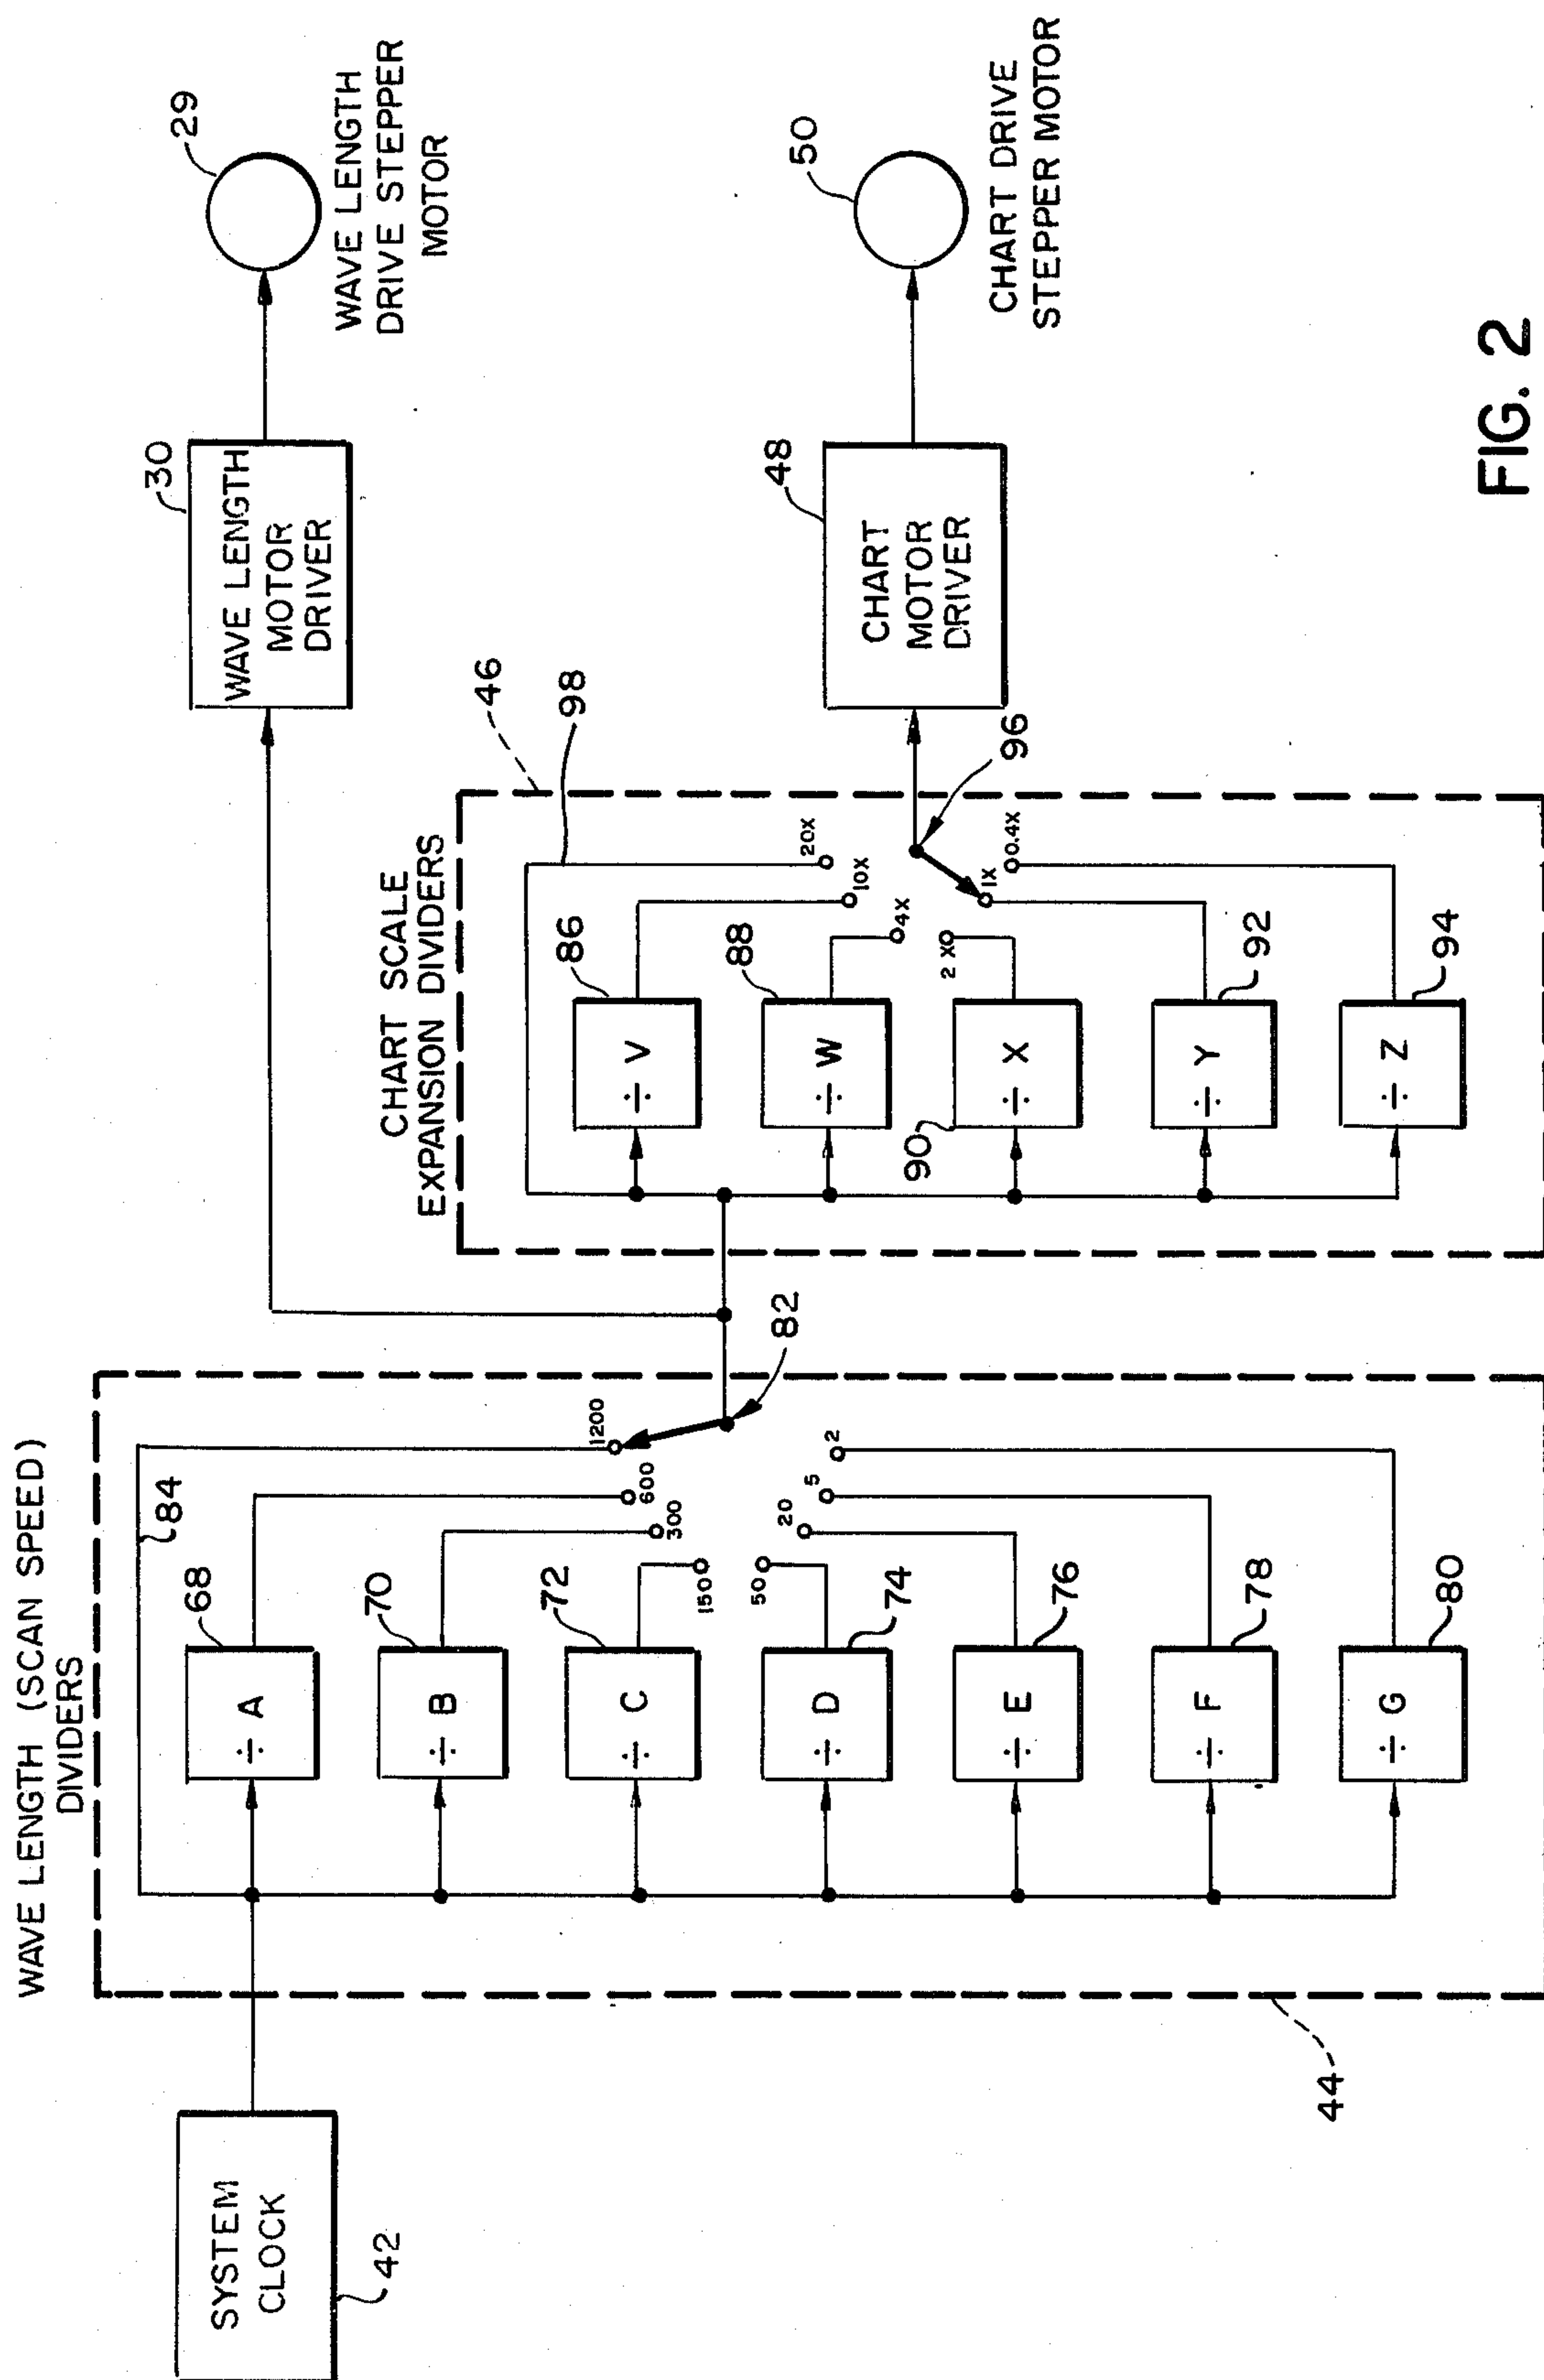 WAVE LENGTH (SCAN SPEED)
DIVIDERS
SYSTEM
CLOCK
42
44
84
68
÷ A
70
÷ B
72
÷ C
÷ D
74
÷ E
76
÷ F
78
÷ G
80
1200
600
300
150
50
20
5
2
82
CHART SCALE
EXPANSION DIVIDERS
46
98
86
÷ V
88
÷ W
90
÷ X
÷ Y
92
÷ Z
94
20X
10X
4X
2 X
1X
0.4X
96
30
WAVE LENGTH
MOTOR
DRIVER
29
WAVE LENGTH
DRIVE STEPPER
MOTOR
48
CHART
MOTOR
DRIVER
50
CHART DRIVE
STEPPER MOTOR
FIG. 2